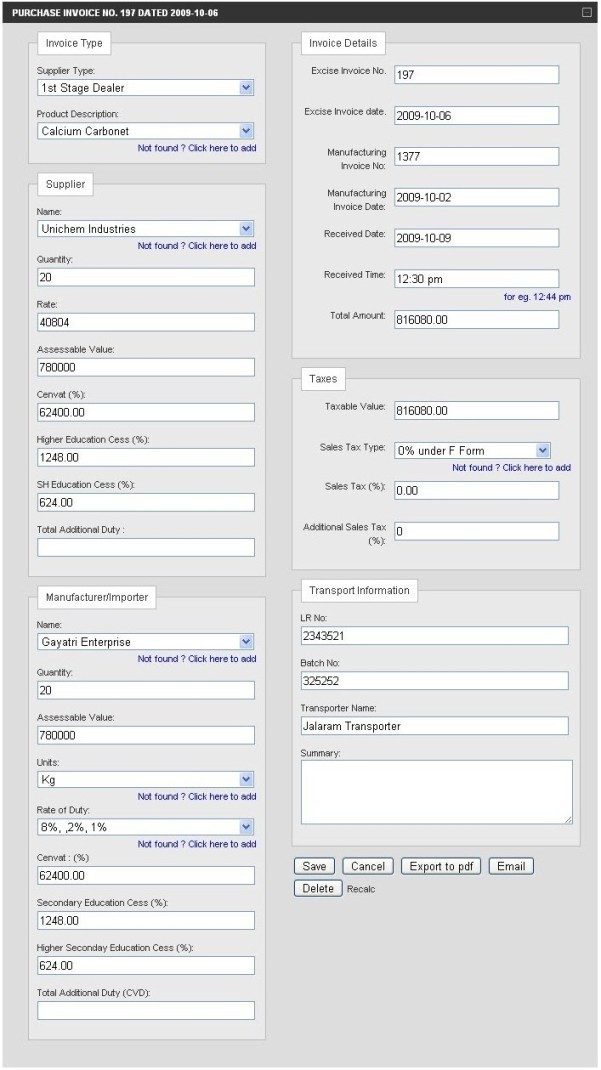 PURCHASE INVOICE NO. 197 DATED 2009-10-06
Invoice Type
Supplier Type:
1st Stage Dealer
Product Description:
Calcium Carbonet
Not found ? Click here to add
Supplier
Name:
Unichem Industries
Not found ? Click here to add
Quantity:
20
Rate:
40804
Assessable Value:
780000
Cenvat (%):
62400.00
Higher Education Cess (%):
1248.00
SH Education Cess (%):
624.00
Total Additional Duty :
Manufacturer/Importer
Name:
Gayatri Enterprise
Not found ? Click here to add
Quantity:
20
Assessable Value:
780000
Units:
Kg
Not found ? Click here to add
Rate of Duty:
8%, ,2%, 1%
Not found ? Click here to add
Cenvat : (%)
62400.00
Secondary Education Cess (%):
1248.00
Higher Seconday Education Cess (%):
624.00
Total Additional Duty (CVD):
Invoice Details
Excise Invoice No.
197
Excise Invoice date.
2009-10-06
Manufacturing
Invoice No:
1377
Manufacturing
Invoice Date:
2009-10-02
Received Date:
2009-10-09
Received Time:
12:30 pm
for eg. 12:44 pm
Total Amount:
816080.00
Taxes
Taxable Value:
816080.00
Sales Tax Type:
0% under F Form
Not found ? Click here to add
Sales Tax (%):
0.00
Additional Sales Tax
(%):
0
Transport Information
LR No:
2343521
Batch No:
325252
Transporter Name:
Jalaram Transporter
Summary:
Save Cancel Export to pdf Email
Delete Recalc